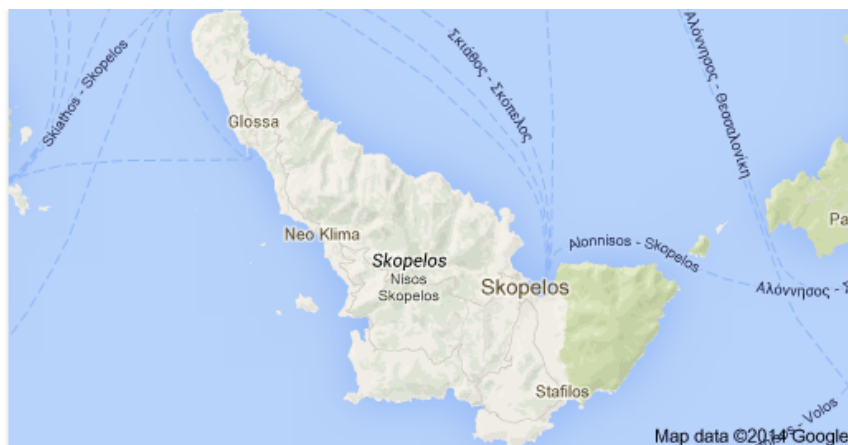 Skiathos - Skopelos
Σκιάθος - Σκόπελος
Αλόννησος - Θεσσαλονίκη
Glossa
Neo Klima
Alonnisos - Skopelos
Skopelos
Nisos
Skopelos
Skopelos
Αλόννησος - Σ
Pa
Stafilos
- Volos
Map data ©2014 Google